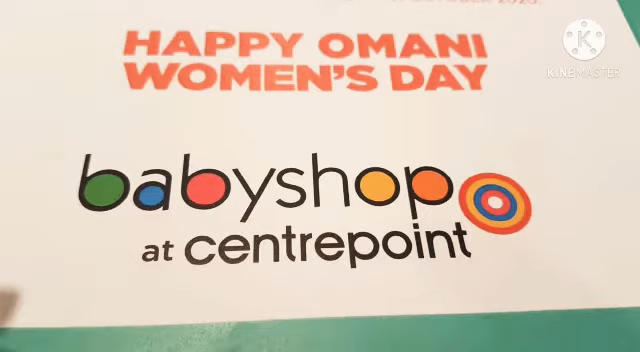 HAPPY OMANI
WOMEN'S DAY
babyshop
at centrepoint
K
KINEMASTER